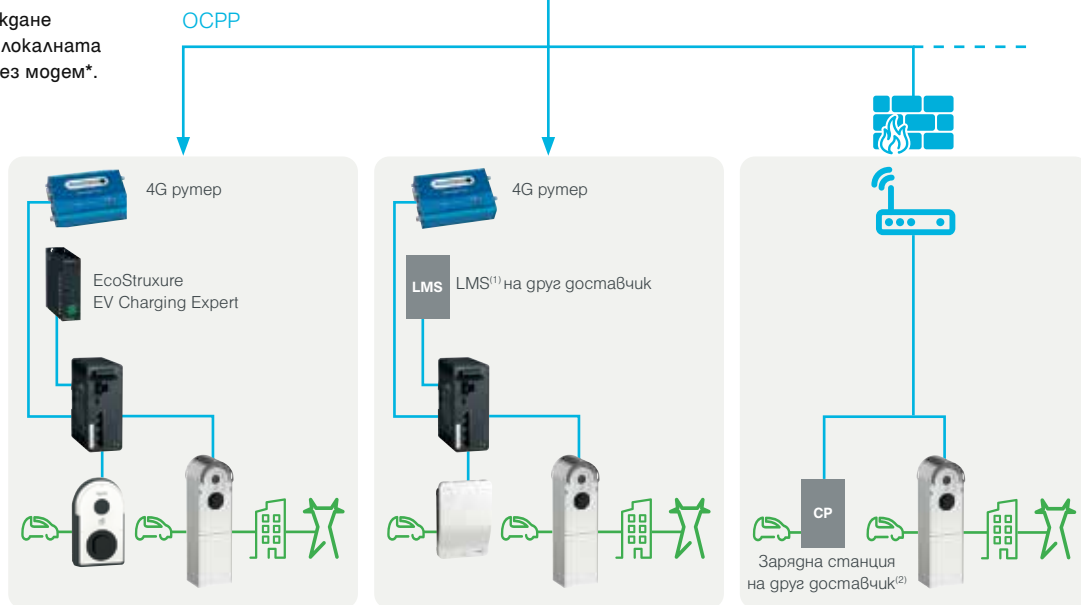 локалната
ез модем*.
OCPP
4G рутер
EcoStruxure
EV Charging Expert
4G рутер
LMS
LMS(1) на друг доставчик
CP
Зарядна станция
на друг доставчик(2)